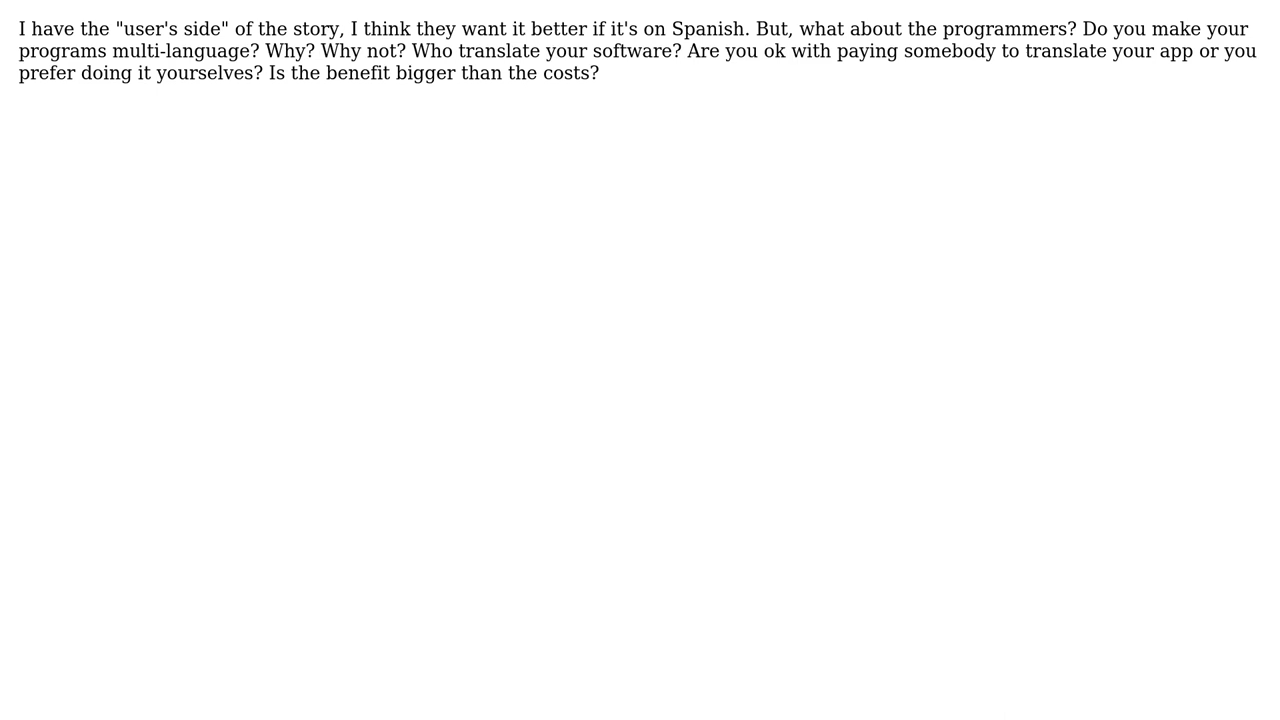 I have the "user's side" of the story, I think they want it better if it's on Spanish. But, what about the programmers? Do you make your
programs multi-language? Why? Why not? Who translate your software? Are you ok with paying somebody to translate your app or you
prefer doing it yourselves? Is the benefit bigger than the costs?